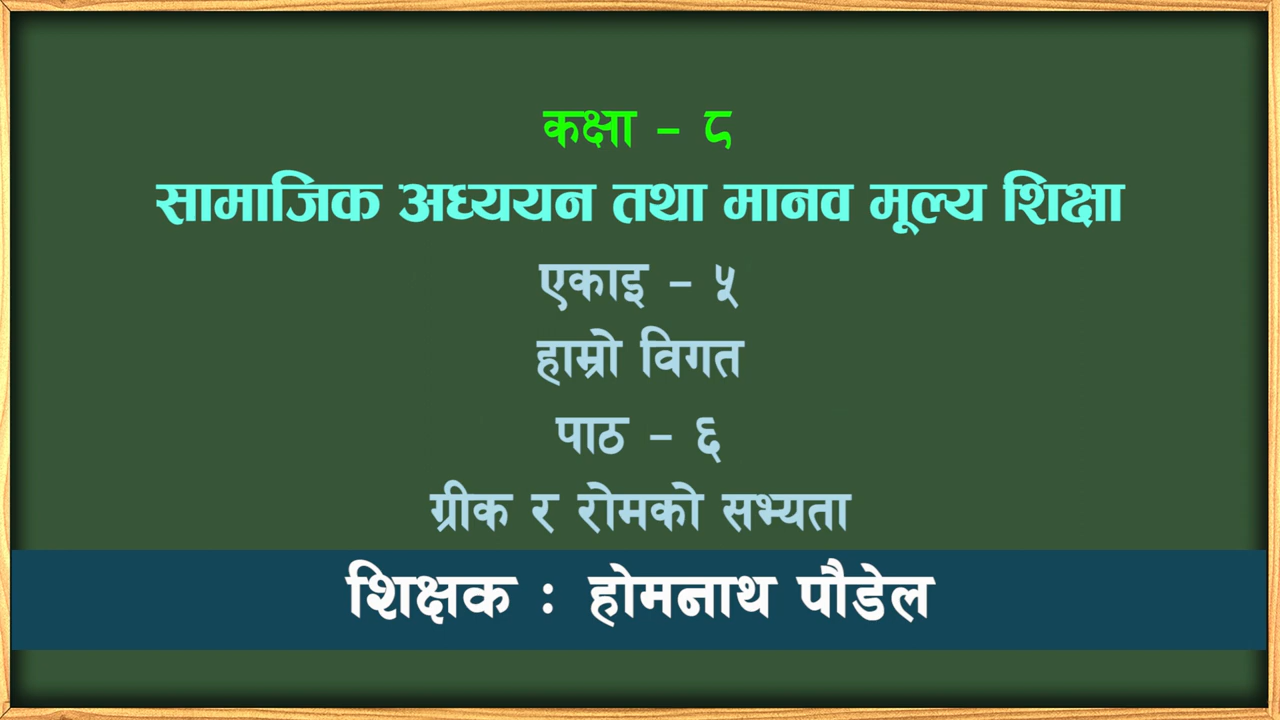 कक्षा – ८
सामाजिक अध्ययन तथा मानव मूल्य शिक्षा
एकाइ – ५
हाम्रो विगत
पाठ – ६
ग्रीक र रोमको सभ्यता
शिक्षक : होमनाथ पौडेल